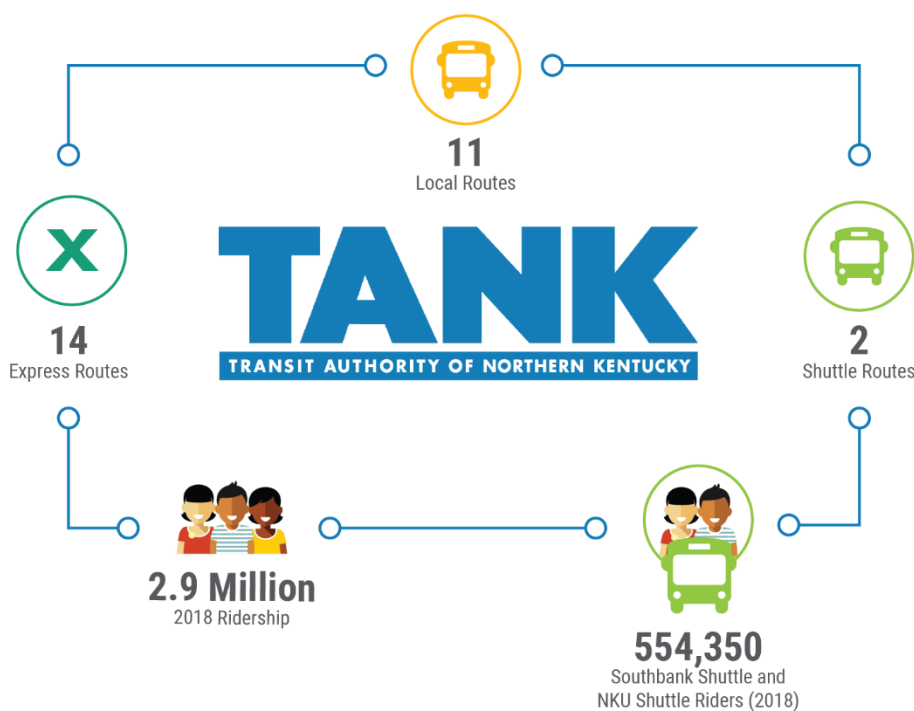 11
Local Routes
X
14
Express Routes
TANK
TRANSIT AUTHORITY OF NORTHERN KENTUCKY
2
Shuttle Routes
2.9 Million
2018 Ridership
554,350
Southbank Shuttle and
NKU Shuttle Riders (2018)